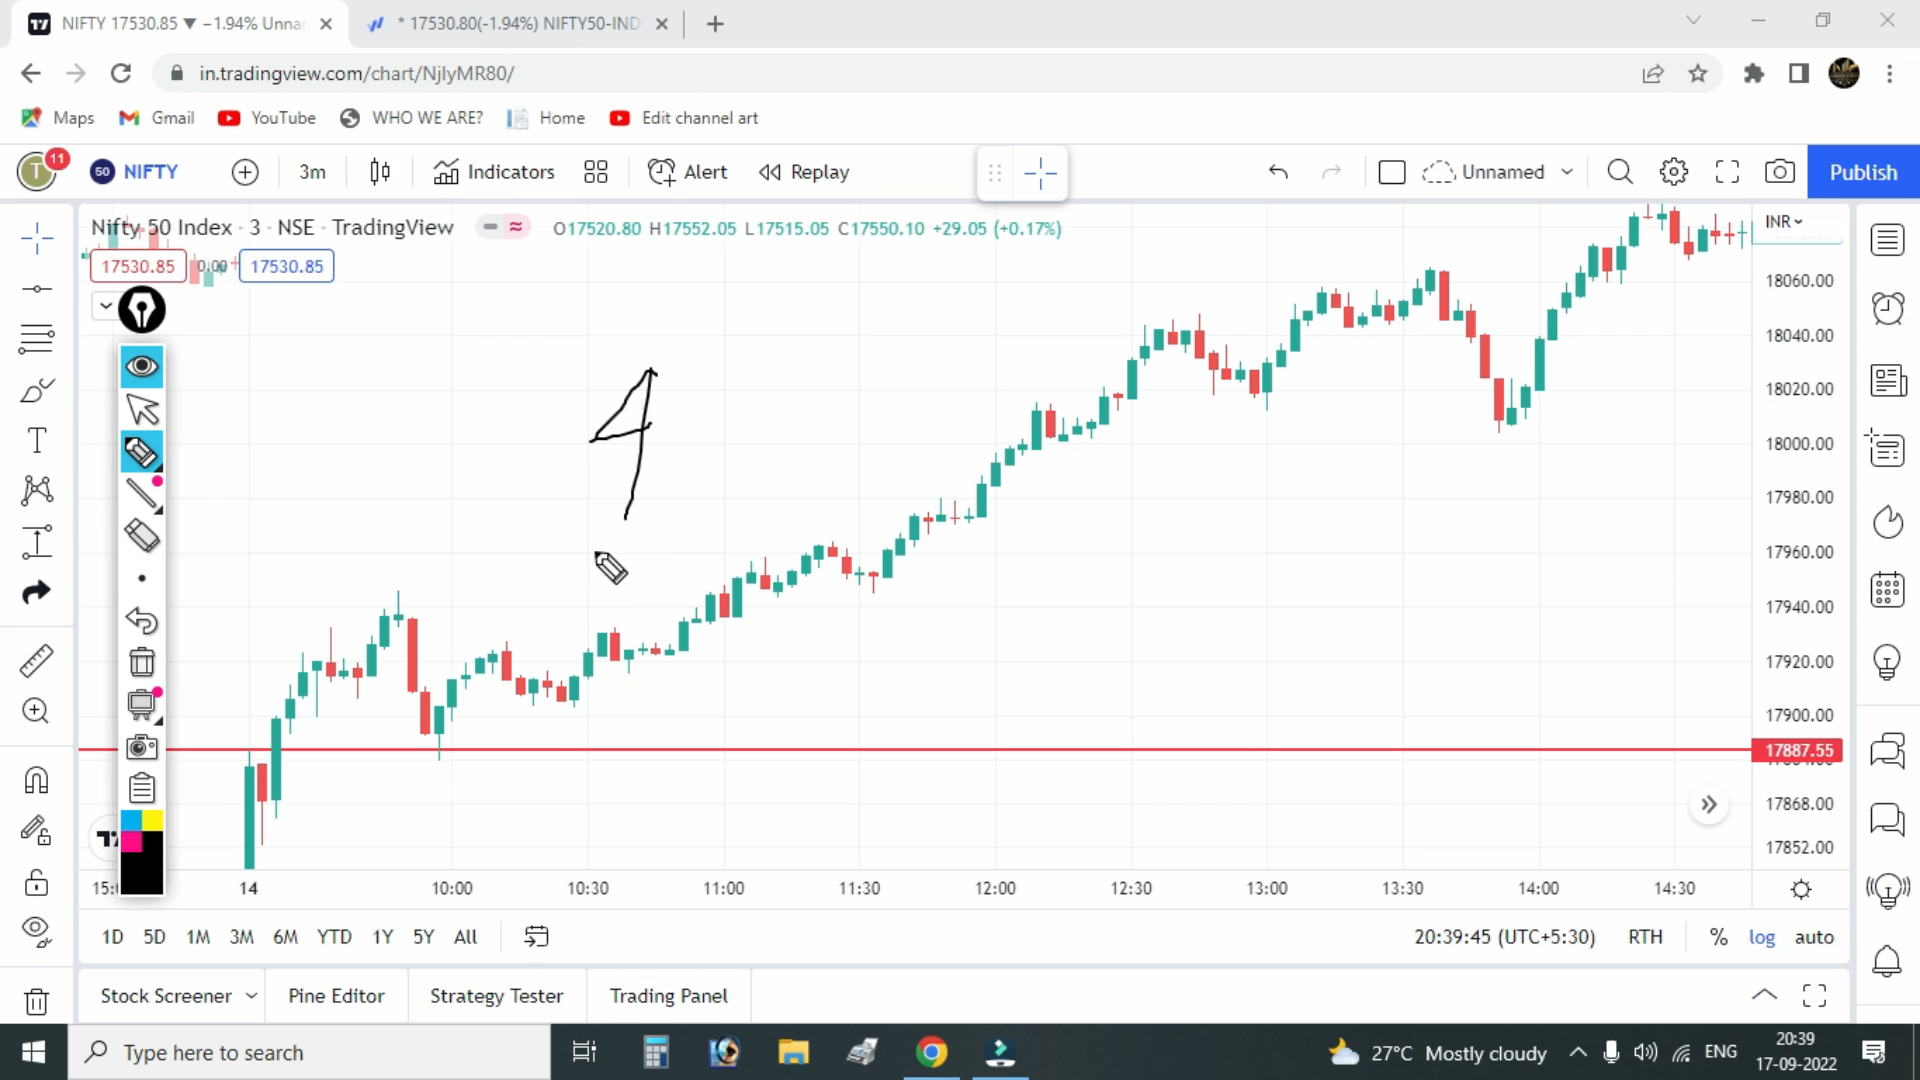 NIFTY 17530.85 ▼ −1.94% Unna
* 17530.80(-1.94%) NIFTY50-IND
in.tradingview.com/chart/NjlyMR80/
Maps Gmail YouTube WHO WE ARE? Home Edit channel art
T 11 50 NIFTY 3m Indicators Alert Replay Unnamed Publish
Nifty 50 Index · 3 · NSE · TradingView O17520.80 H17552.05 L17515.05 C17550.10 +29.05 (+0.17%) INR
17530.85 0.00 17530.85
18060.00
18040.00
18020.00
18000.00
17980.00
17960.00
17940.00
17920.00
17900.00
17887.55
17868.00
17852.00
4
14 10:00 10:30 11:00 11:30 12:00 12:30 13:00 13:30 14:00 14:30
1D 5D 1M 3M 6M YTD 1Y 5Y All 20:39:45 (UTC+5:30) RTH % log auto
Stock Screener Pine Editor Strategy Tester Trading Panel
Type here to search 27°C Mostly cloudy ENG 20:39
17-09-2022